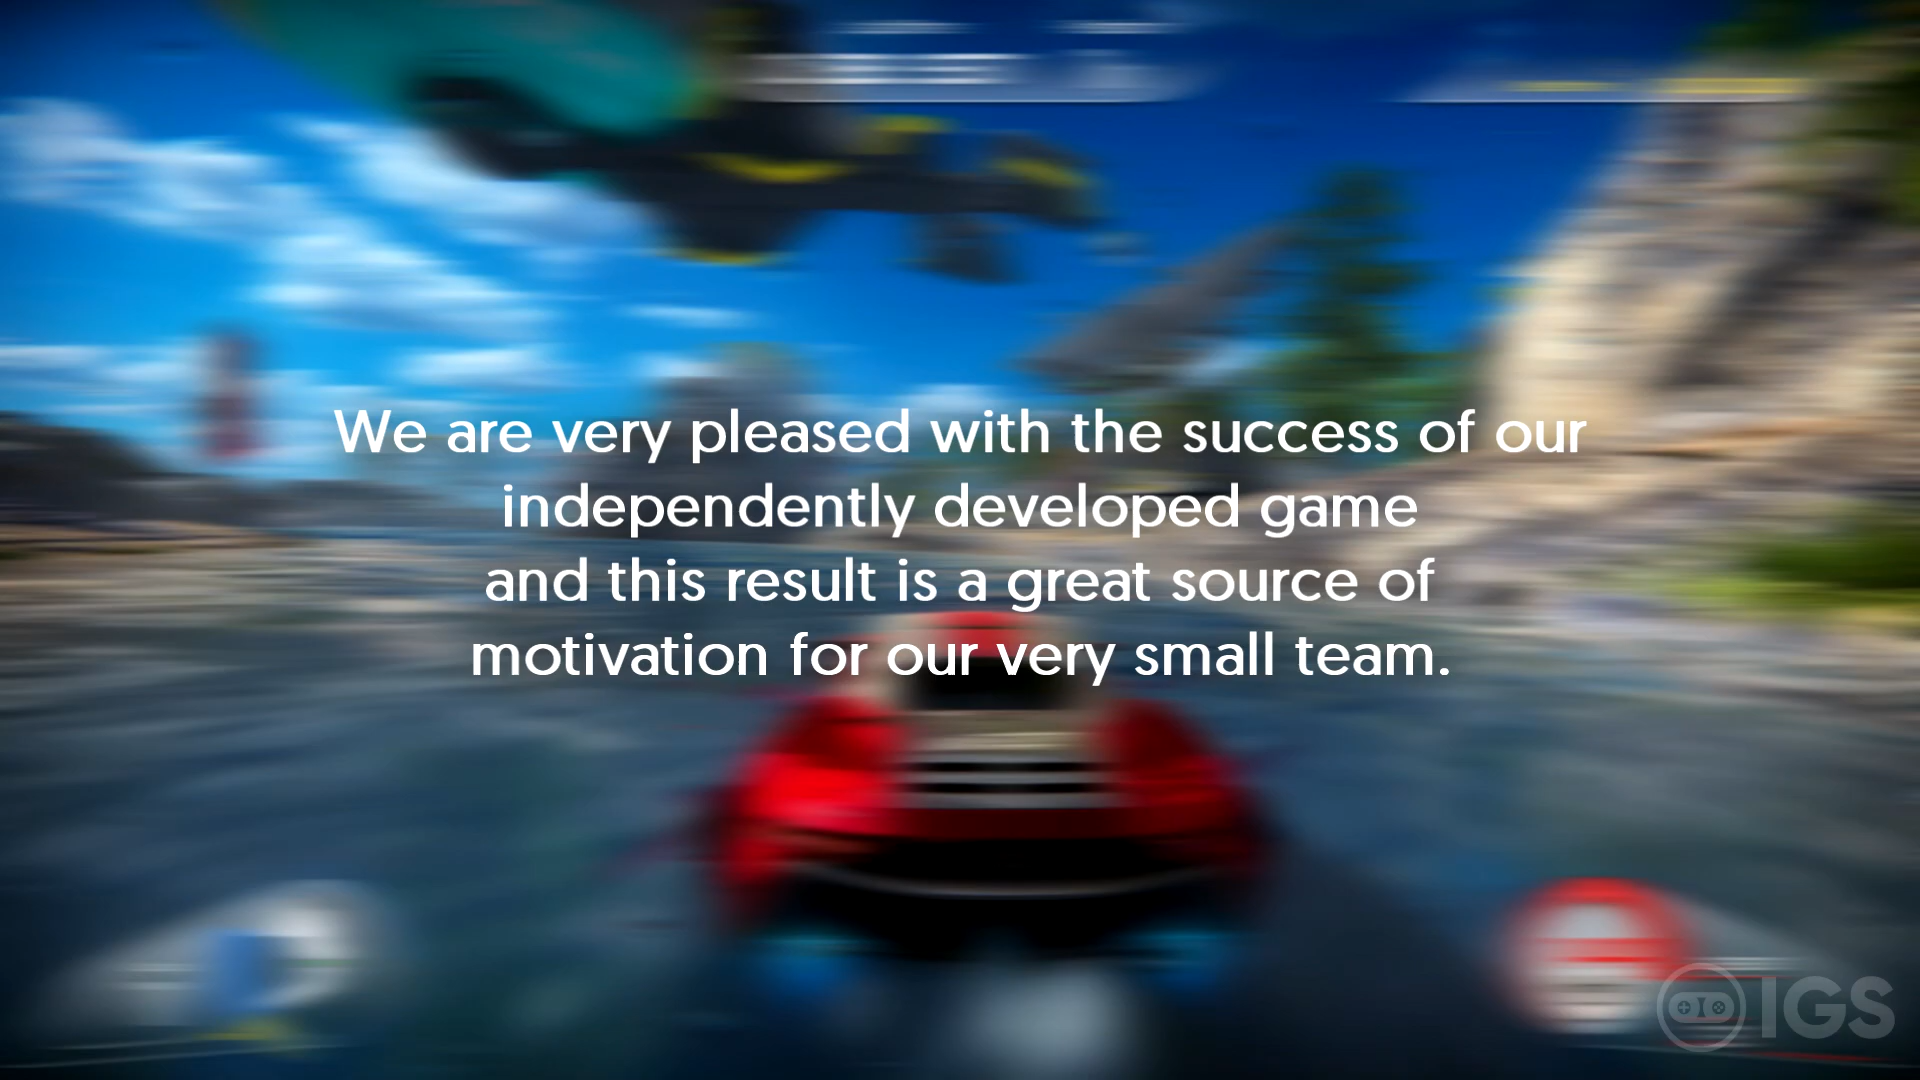 We are very pleased with the success of our
independently developed game
and this result is a great source of
motivation for our very small team.
IGS